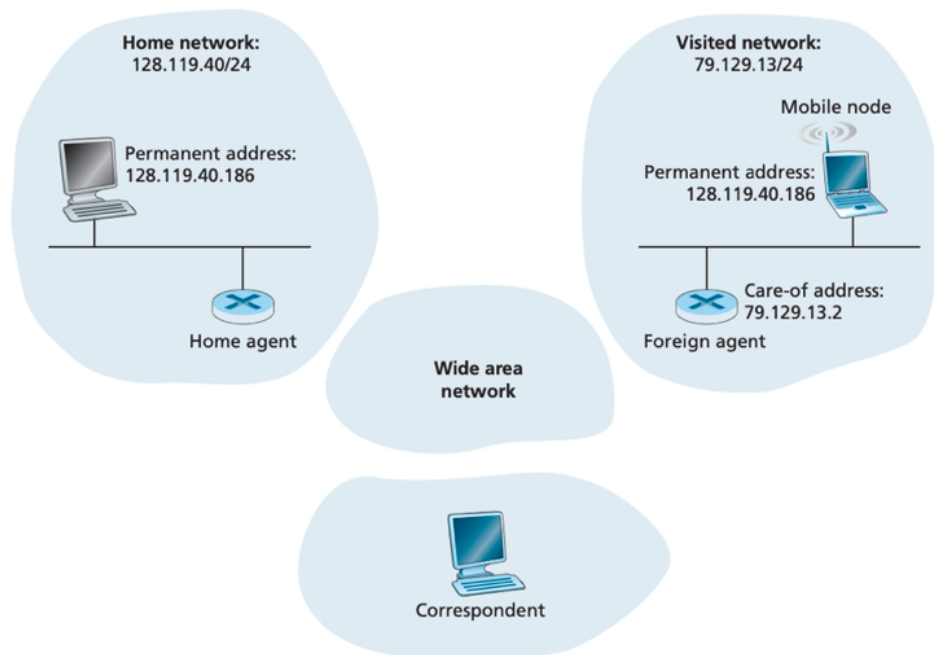 Home network:
128.119.40/24
Permanent address:
128.119.40.186
Home agent
Visited network:
79.129.13/24
Mobile node
Permanent address:
128.119.40.186
Care-of address:
79.129.13.2
Foreign agent
Wide area
network
Correspondent